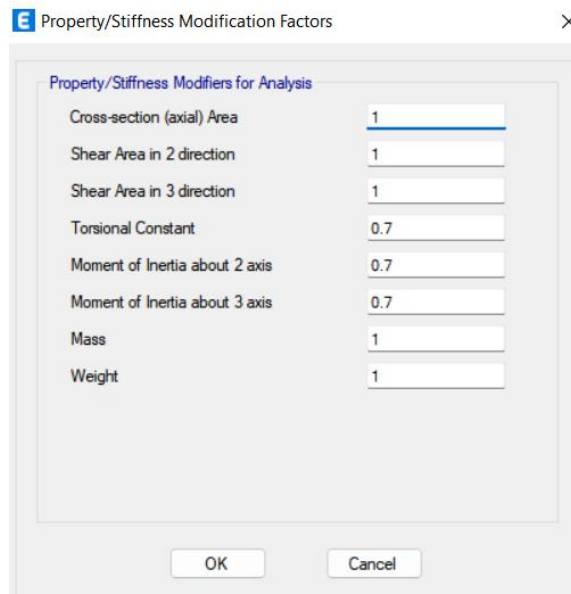 E Property/Stiffness Modification Factors
Property/Stiffness Modifiers for Analysis
Cross-section (axial) Area 1
Shear Area in 2 direction 1
Shear Area in 3 direction 1
Torsional Constant 0.7
Moment of Inertia about 2 axis 0.7
Moment of Inertia about 3 axis 0.7
Mass 1
Weight 1
OK Cancel